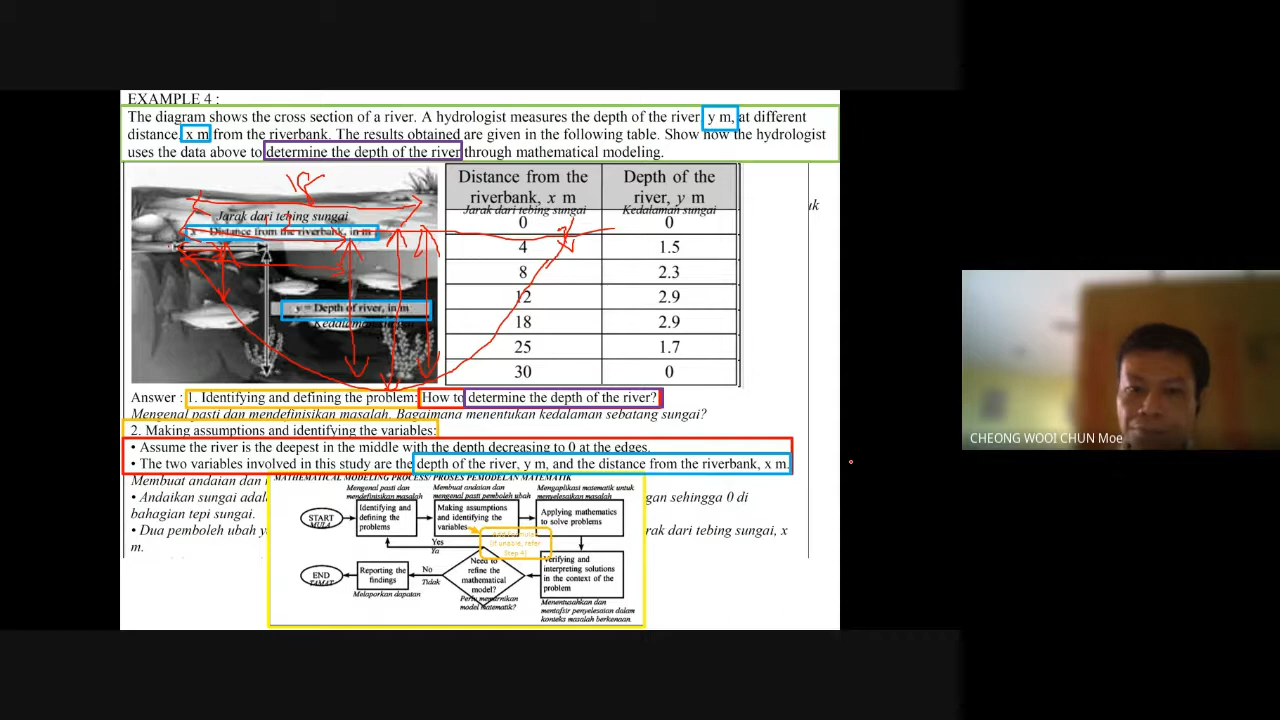 EXAMPLE 4 :
The diagram shows the cross section of a river. A hydrologist measures the depth of the river, y m, at different
distance, x m from the riverbank. The results obtained are given in the following table. Show how the hydrologist
uses the data above to determine the depth of the river through mathematical modeling.
Jarak dari tebing sungai
x = Distance from the riverbank, in m
y = Depth of river, in m
Kedalaman sungai
Distance from the riverbank, x m
Jarak dari tebing sungai
Depth of the river, y m
Kedalaman sungai
0 0
4 1.5
8 2.3
12 2.9
18 2.9
25 1.7
30 0
uk
Answer : 1. Identifying and defining the problem: How to determine the depth of the river?
Mengenal pasti dan mendefinisikan masalah. Bagaimana menentukan kedalaman sebatang sungai?
2. Making assumptions and identifying the variables:
• Assume the river is the deepest in the middle with the depth decreasing to 0 at the edges.
• The two variables involved in this study are the depth of the river, y m, and the distance from the riverbank, x m.
Membuat andaian dan
• Andaikan sungai adal
ngan sehingga 0 di
bahagian tepi sungai.
• Dua pemboleh ubah y
arak dari tebing sungai, x
m.
MATHEMATICAL MODELING PROCESS/ PROSES PEMODELAN MATEMATIK
Mengenal pasti dan
mendefinisikan masalah
Membuat andaian dan
mengenal pasti pemboleh ubah
Mengaplikasi matematik untuk
menyelesaikan masalah
START
MULA
Identifying and
defining the
problems
Making assumptions
and identifying the
variables
Applying mathematics
to solve problems
(if unable, refer
Step 4)
Yes
Ya
END
TAMAT
Reporting the
findings
Melaporkan dapatan
No
Tidak
Need to
refine the
mathematical
model?
Perlu memurnikan
model matematik?
Verifying and
interpreting solutions
in the context of the
problem
Menentusahkan dan
mentafsir penyelesaian dalam
konteks masalah berkenaan
CHEONG WOOI CHUN Moe